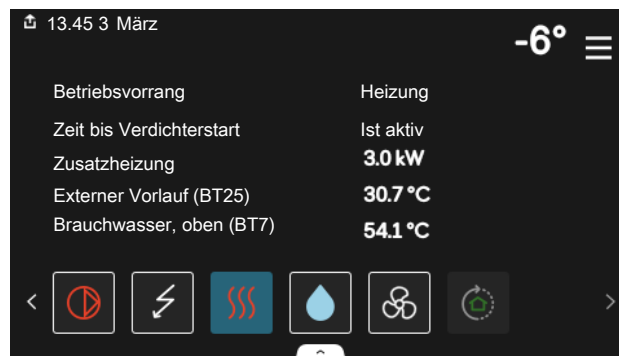 13.45 3 März
-6°
Betriebsvorrang Heizung
Zeit bis Verdichterstart Ist aktiv
Zusatzheizung 3.0 kW
Externer Vorlauf (BT25) 30.7 °C
Brauchwasser, oben (BT7) 54.1 °C